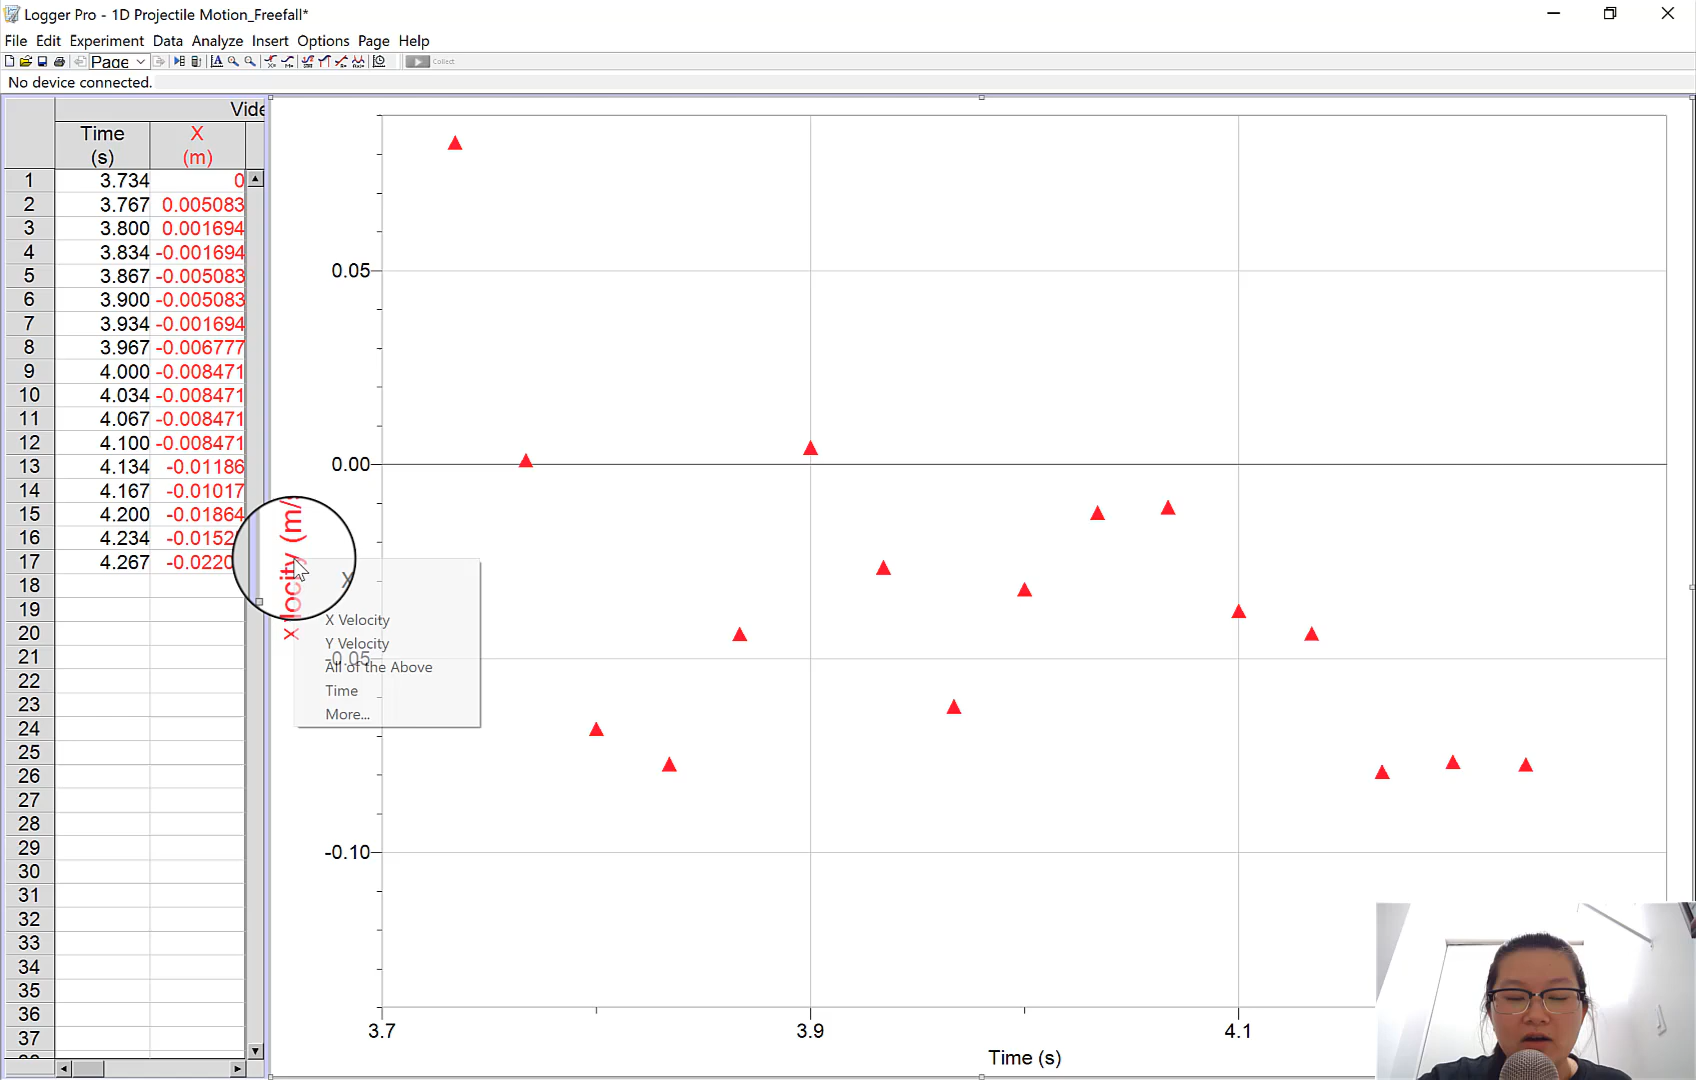 Logger Pro - 1D Projectile Motion_Freefall*
File Edit Experiment Data Analyze Insert Options Page Help
Page Collect
No device connected.
Vide
Time X
(s) (m)
1 3.734 0
2 3.767 0.005083
3 3.800 0.001694
4 3.834 -0.001694
5 3.867 -0.005083
6 3.900 -0.005083
7 3.934 -0.001694
8 3.967 -0.006777
9 4.000 -0.008471
10 4.034 -0.008471
11 4.067 -0.008471
12 4.100 -0.008471
13 4.134 -0.01186
14 4.167 -0.01017
15 4.200 -0.01864
16 4.234 -0.0152
17 4.267 -0.0220
18
19
20
21
22
23
24
25
26
27
28
29
30
31
32
33
34
35
36
37
X locity (m/
X
X Velocity
Y Velocity
All of the Above
Time
More...
0.05
0.00
-0.05
-0.10
3.7 3.9 4.1
Time (s)